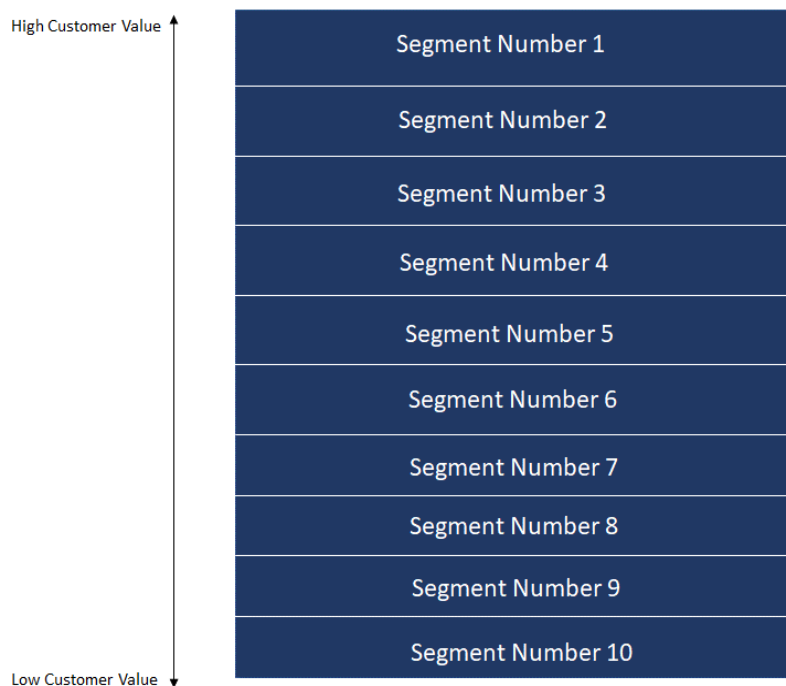 High Customer Value
Segment Number 1
Segment Number 2
Segment Number 3
Segment Number 4
Segment Number 5
Segment Number 6
Segment Number 7
Segment Number 8
Segment Number 9
Segment Number 10
Low Customer Value